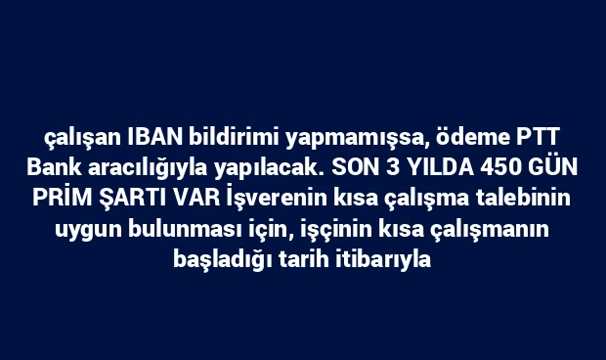 çalışan IBAN bildirimi yapmamışsa, ödeme PTT
Bank aracılığıyla yapılacak. SON 3 YILDA 450 GÜN
PRİM ŞARTI VAR İşverenin kısa çalışma talebinin
uygun bulunması için, işçinin kısa çalışmanın
başladığı tarih itibarıyla